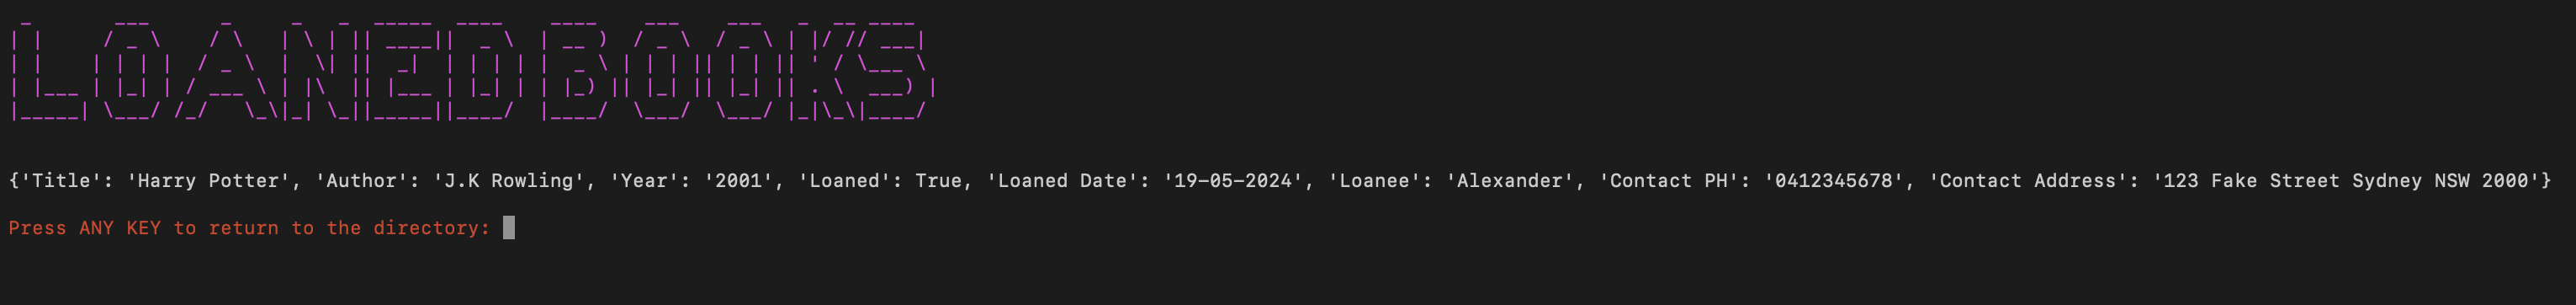 LOANED BOOKS
{'Title': 'Harry Potter', 'Author': 'J.K Rowling', 'Year': '2001', 'Loaned': True, 'Loaned Date': '19-05-2024', 'Loanee': 'Alexander', 'Contact PH': '0412345678', 'Contact Address': '123 Fake Street Sydney NSW 2000'}
Press ANY KEY to return to the directory: